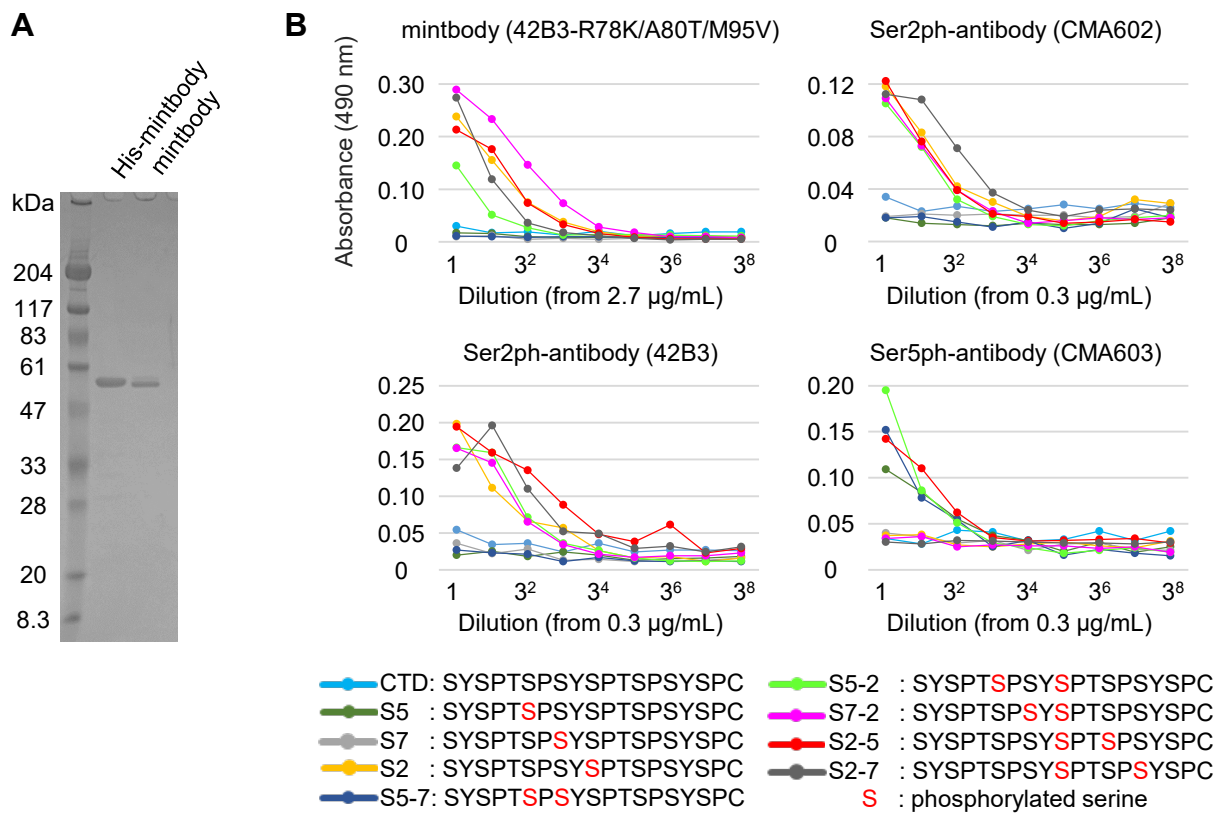 A
His-mintbody
mintbody
kDa
204
117
83
61
47
33
28
20
8.3
B
Absorbance (490 nm)
mintbody (42B3-R78K/A80T/M95V)
0.30
0.20
0.10
0
1 3² 3⁴ 3⁶ 3⁸
Dilution (from 2.7 µg/mL)
Ser2ph-antibody (CMA602)
0.12
0.08
0.04
0
1 3² 3⁴ 3⁶ 3⁸
Dilution (from 0.3 µg/mL)
Ser2ph-antibody (42B3)
0.25
0.20
0.15
0.10
0.05
0
1 3² 3⁴ 3⁶ 3⁸
Dilution (from 0.3 µg/mL)
Ser5ph-antibody (CMA603)
0.20
0.15
0.10
0.05
0
1 3² 3⁴ 3⁶ 3⁸
Dilution (from 0.3 µg/mL)
CTD: SYSPTSPSYSPTSPSYSPC
S5 : SYSPTSPSYSPTSPSYSPC
S7 : SYSPTSPSYSPTSPSYSPC
S2 : SYSPTSPSYSPTSPSYSPC
S5-7: SYSPTSPSYSPTSPSYSPC
S5-2 : SYSPTSPSYSPTSPSYSPC
S7-2 : SYSPTSPSYSPTSPSYSPC
S2-5 : SYSPTSPSYSPTSPSYSPC
S2-7 : SYSPTSPSYSPTSPSYSPC
S : phosphorylated serine